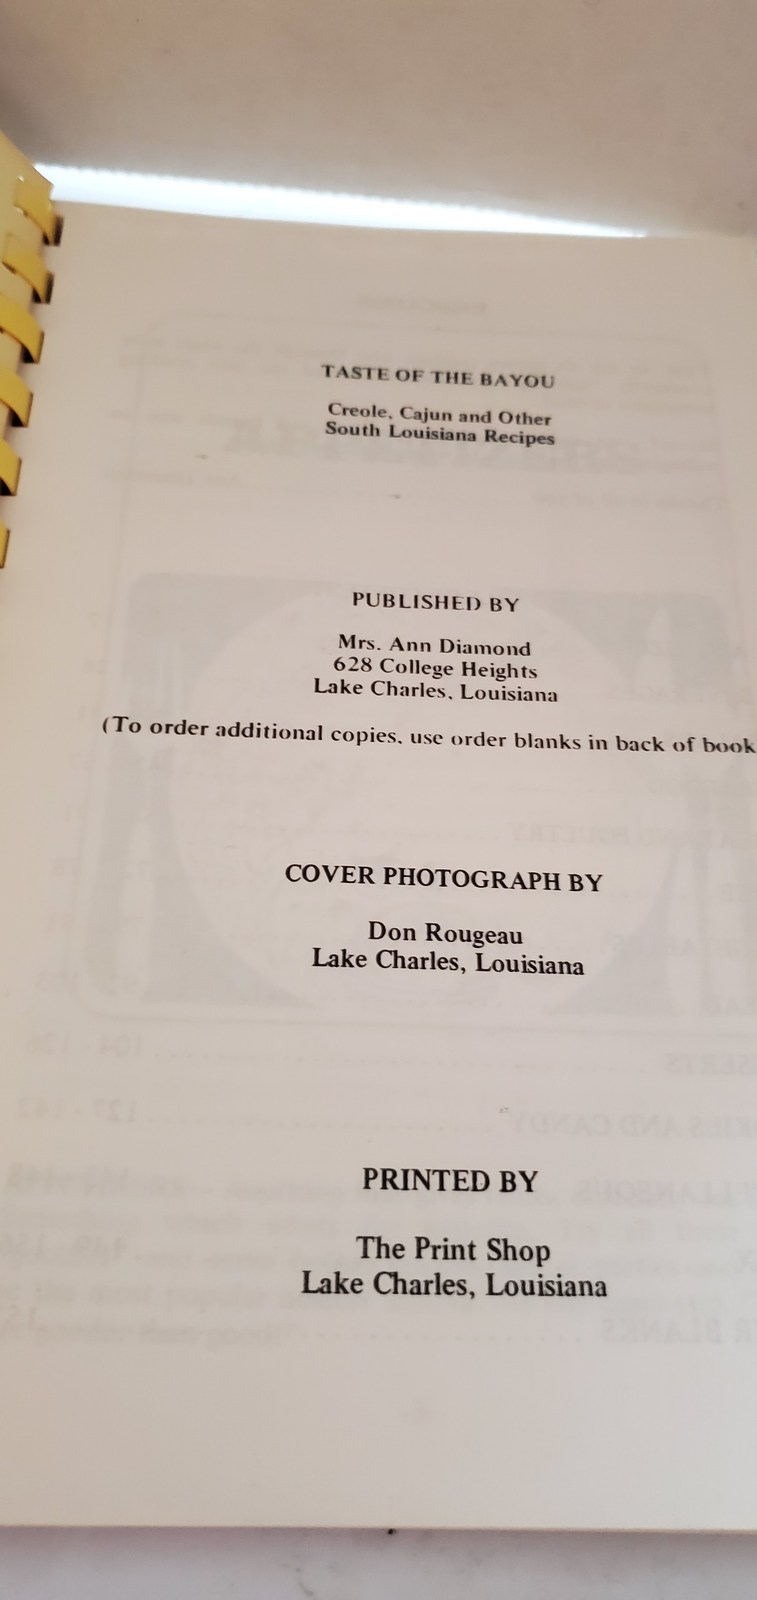 TASTE OF THE BAYOU
Creole, Cajun and Other
South Louisiana Recipes
PUBLISHED BY
Mrs. Ann Diamond
628 College Heights
Lake Charles, Louisiana
(To order additional copies, use order blanks in back of book
COVER PHOTOGRAPH BY
Don Rougeau
Lake Charles, Louisiana
PRINTED BY
The Print Shop
Lake Charles, Louisiana